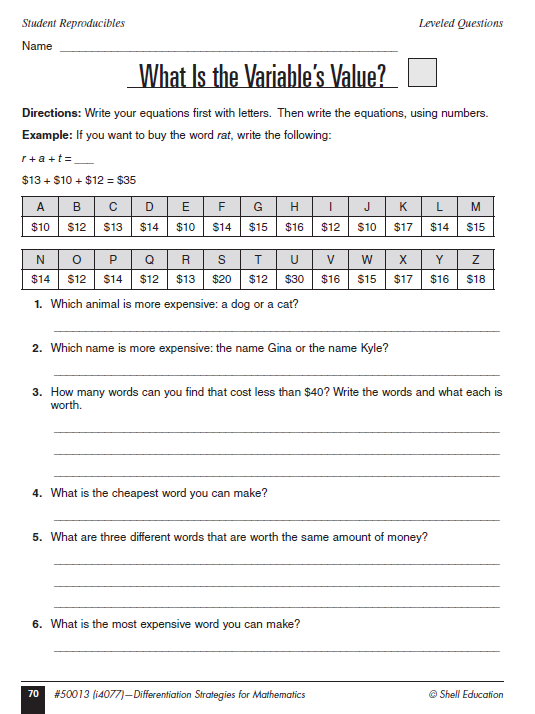 Student Reproducibles Leveled Questions
Name
What Is the Variable's Value?
Directions: Write your equations first with letters. Then write the equations, using numbers.
Example: If you want to buy the word rat, write the following:
r + a + t = ___
$13 + $10 + $12 = $35
A B C D E F G H I J K L M
$10 $12 $13 $14 $10 $14 $15 $16 $12 $10 $17 $14 $15
N O P Q R S T U V W X Y Z
$14 $12 $14 $12 $13 $20 $12 $30 $16 $15 $17 $16 $18
1. Which animal is more expensive: a dog or a cat?
2. Which name is more expensive: the name Gina or the name Kyle?
3. How many words can you find that cost less than $40? Write the words and what each is
worth.
4. What is the cheapest word you can make?
5. What are three different words that are worth the same amount of money?
6. What is the most expensive word you can make?
70 #50013 (i4077)—Differentiation Strategies for Mathematics © Shell Education